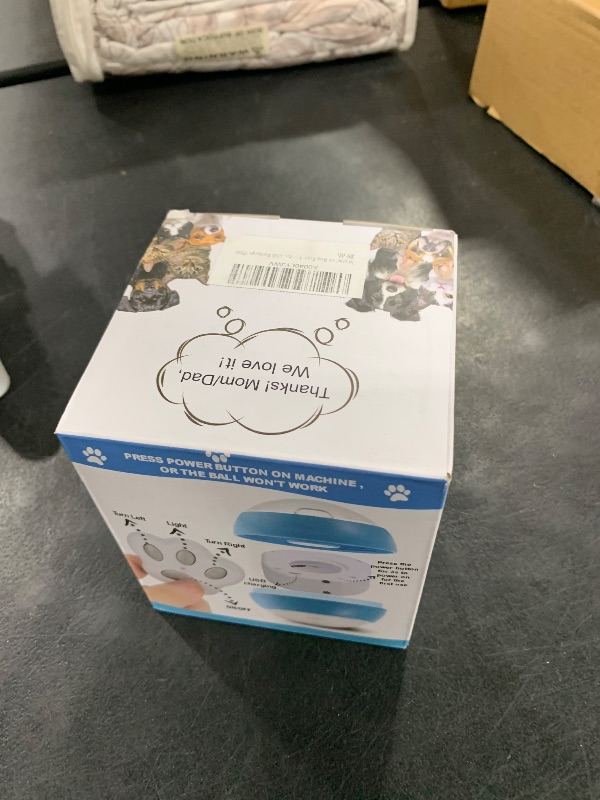 Thanks! Mom/Dad,
We love it!
PRESS POWER BUTTON ON MACHINE,
OR THE BALL WON'T WORK
Turn Left
Light
Turn Right
USB
charging
ON/OFF
Press the
power button
for 3s to
power on
for the
first use